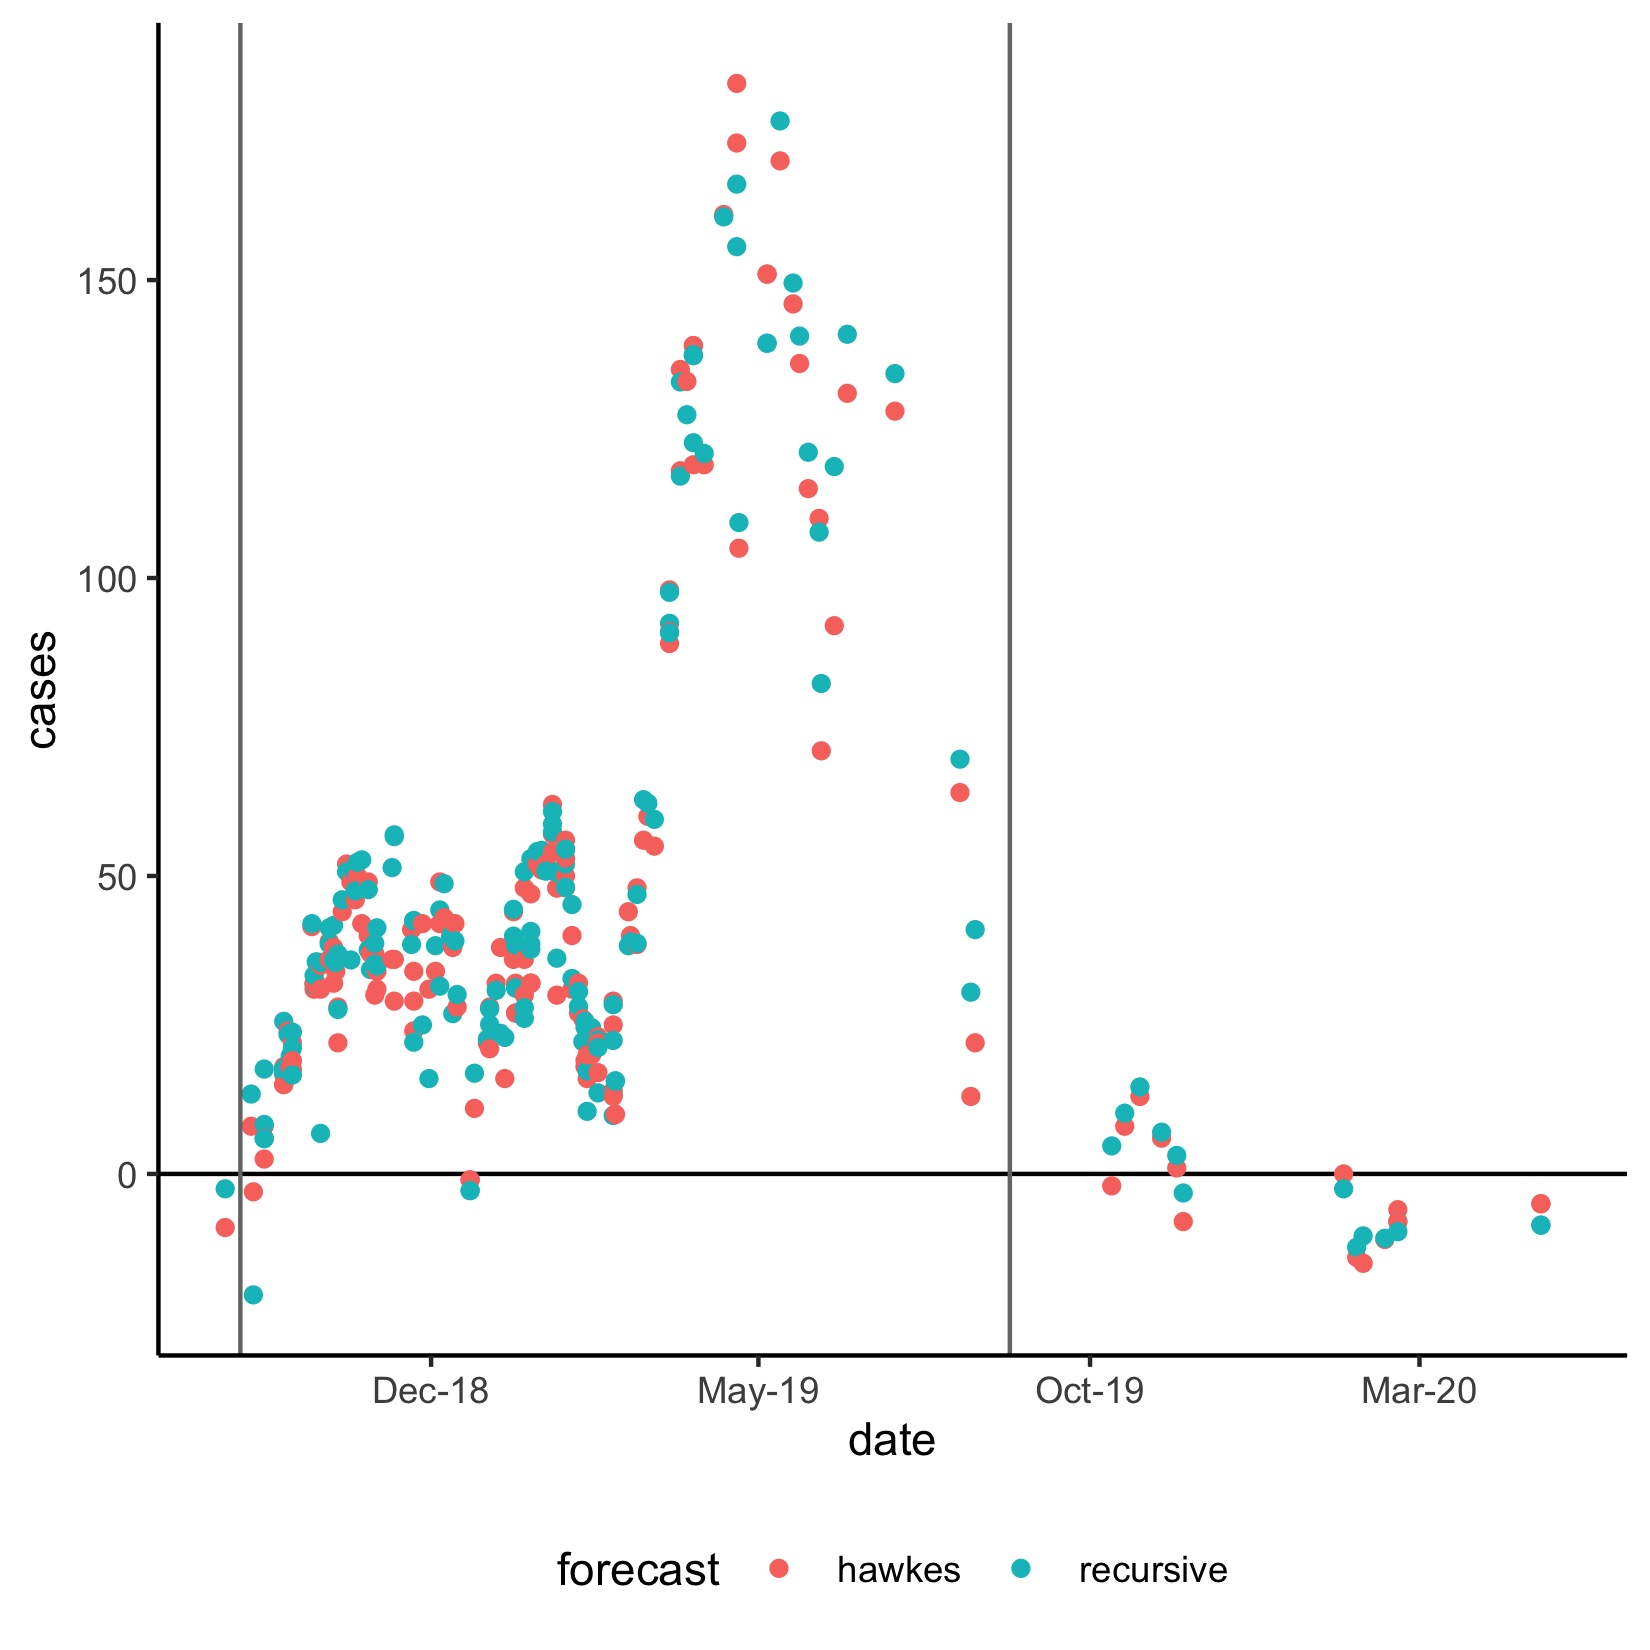 cases
150
100
50
0
Dec-18 May-19 Oct-19 Mar-20
date
forecast hawkes recursive